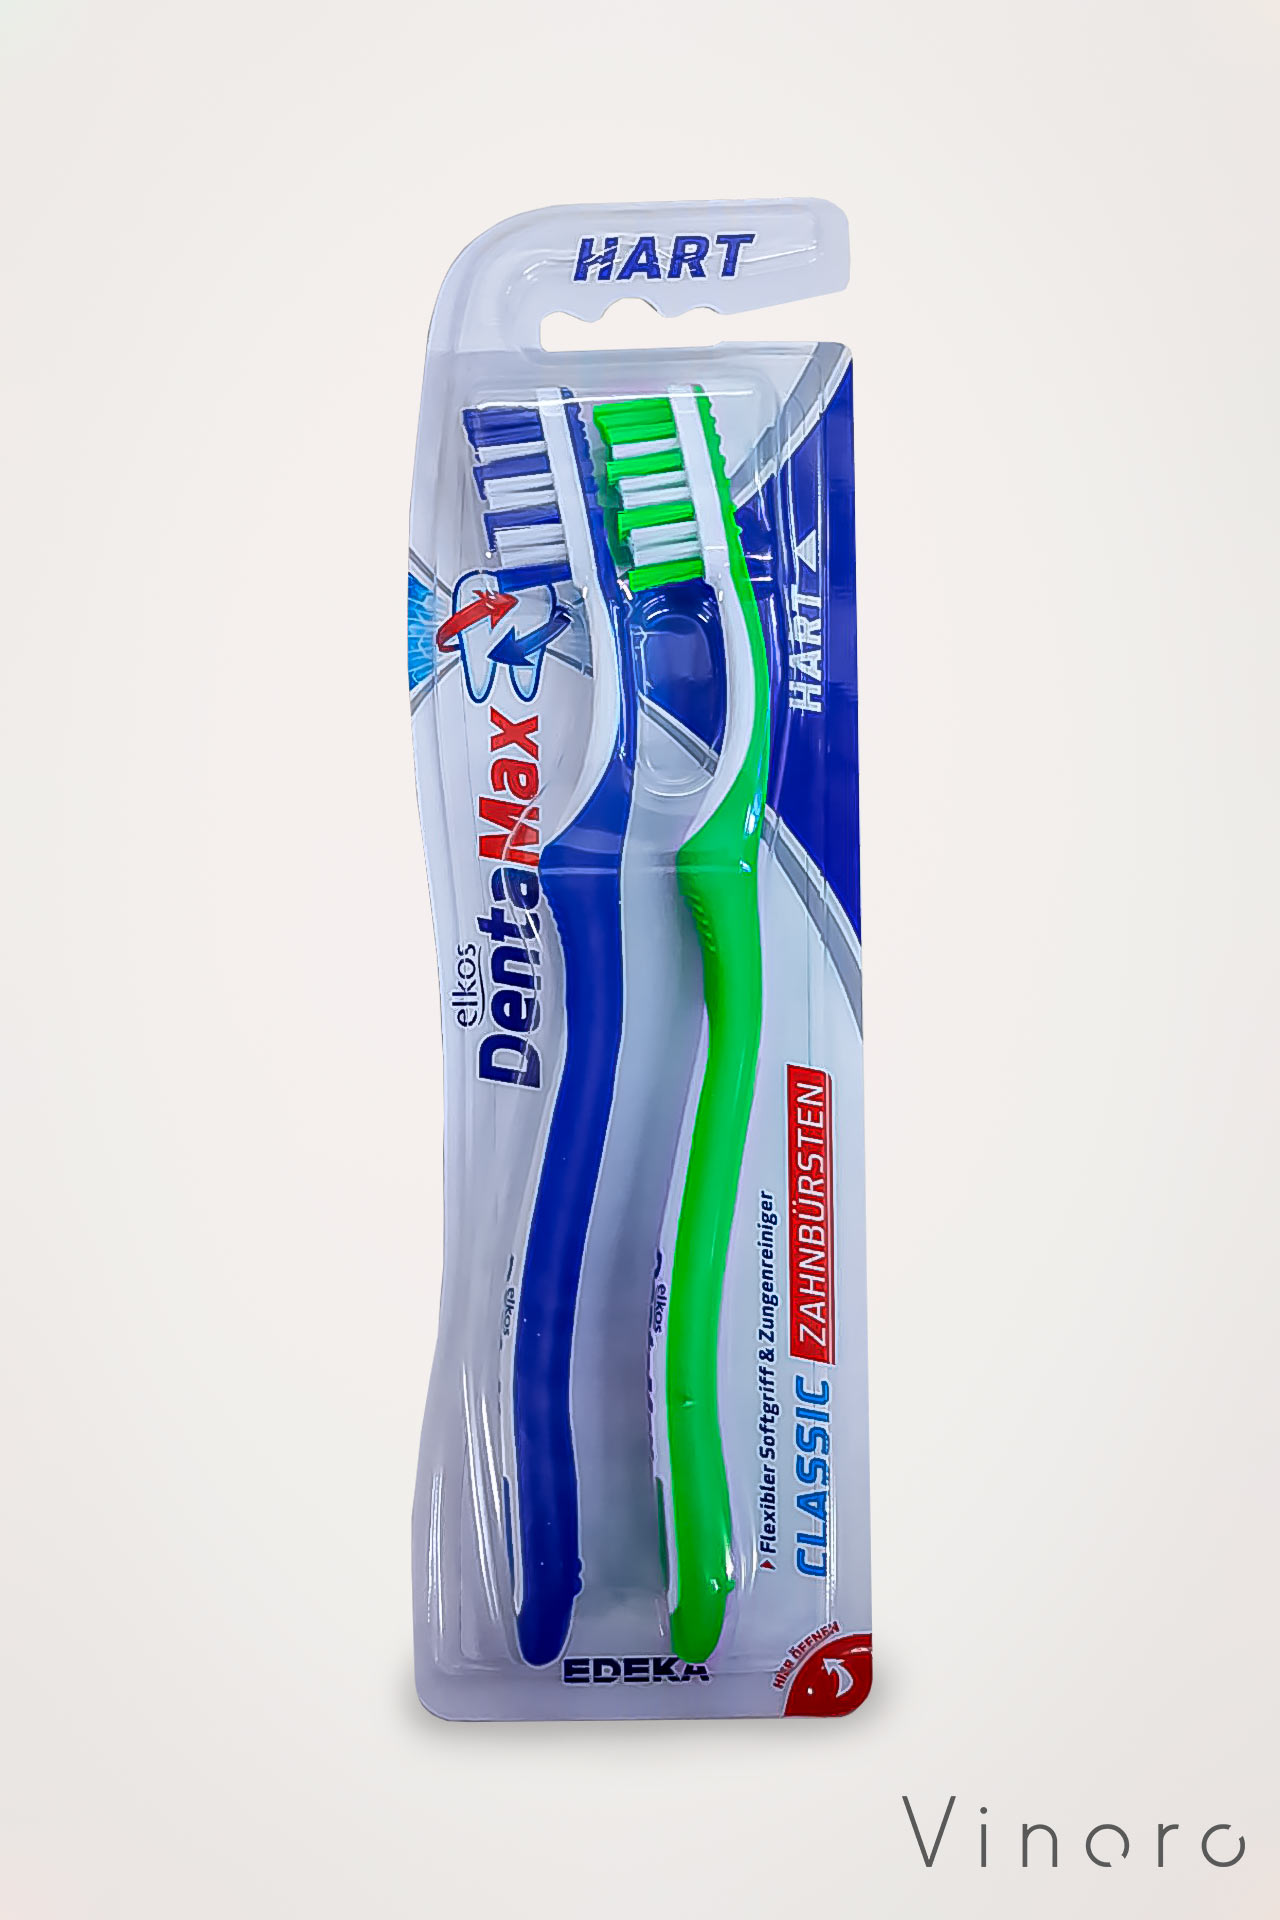 HART
HART
elkos
DentaMax
elkos
elkos
Flexibler Softgriff & Zungenreiniger
CLASSIC ZAHNBÜRSTEN
EDEKA
HIER ÖFFNEN
Vinoro